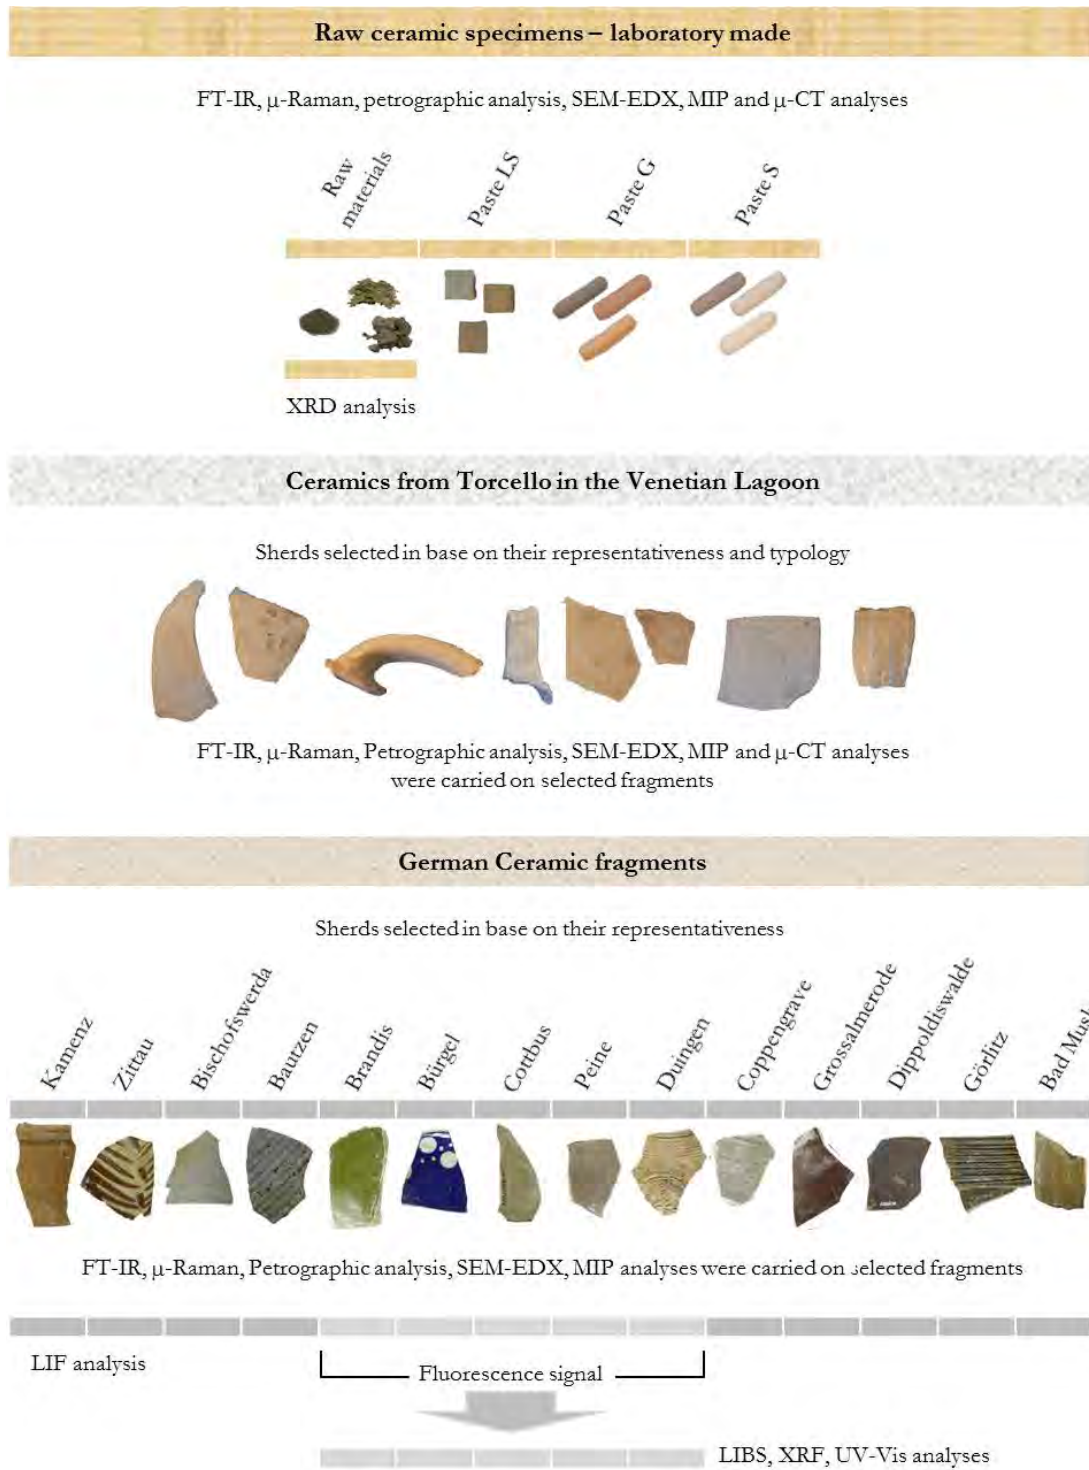 Raw ceramic specimens – laboratory made
FT-IR, μ-Raman, petrographic analysis, SEM-EDX, MIP and μ-CT analyses
Raw
materials
Paste LS
Paste G
Paste S
XRD analysis
Ceramics from Torcello in the Venetian Lagoon
Sherds selected in base on their representativeness and typology
FT-IR, μ-Raman, Petrographic analysis, SEM-EDX, MIP and μ-CT analyses
were carried on selected fragments
German Ceramic fragments
Sherds selected in base on their representativeness
Kamenz
Zittau
Bischofswerda
Bautzen
Brandis
Bürgel
Cottbus
Peine
Duingen
Coppengrave
Grossalmerode
Dippoldiswalde
Görlitz
Bad
FT-IR, μ-Raman, Petrographic analysis, SEM-EDX, MIP analyses were carried on selected fragments
LIF analysis
Fluorescence signal
LIBS, XRF, UV-Vis analyses